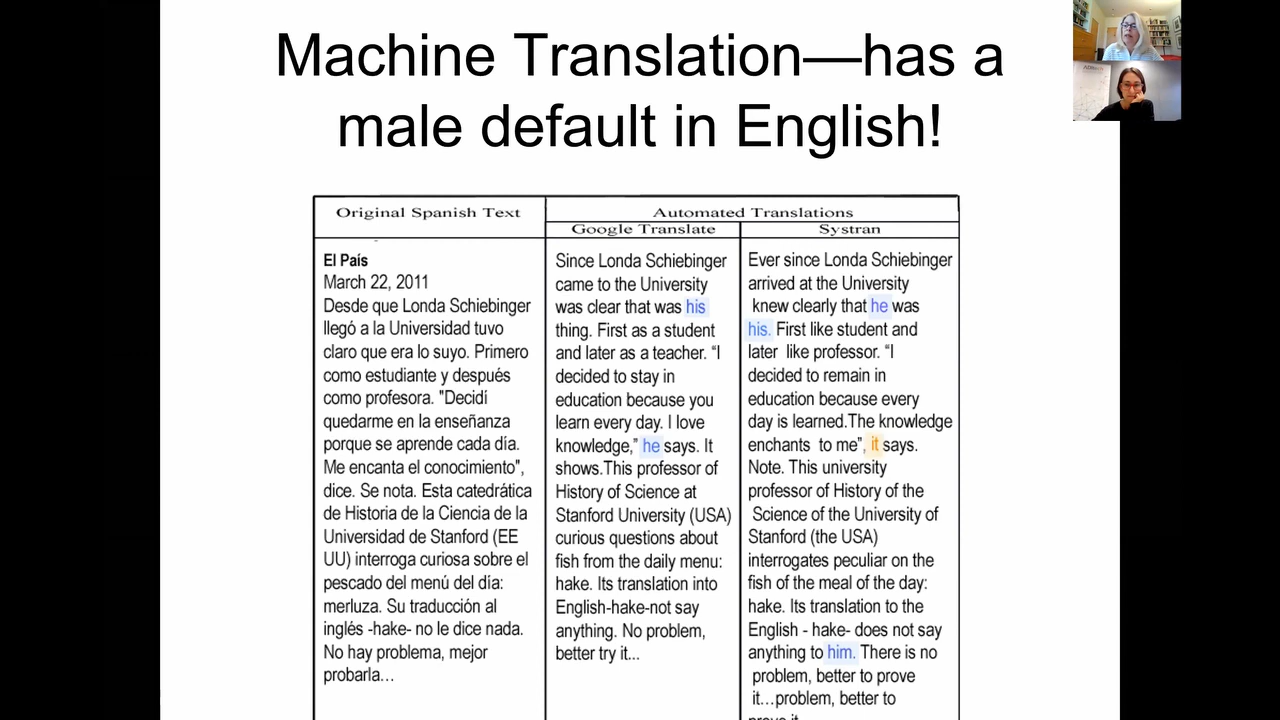 Machine Translation—has a
male default in English!
Original Spanish Text
Automated Translations
Google Translate
Systran
El País
March 22, 2011
Desde que Londa Schiebinger
llegó a la Universidad tuvo
claro que era lo suyo. Primero
como estudiante y después
como profesora. "Decidí
quedarme en la enseñanza
porque se aprende cada día.
Me encanta el conocimiento",
dice. Se nota. Esta catedrática
de Historia de la Ciencia de la
Universidad de Stanford (EE
UU) interroga curiosa sobre el
pescado del menú del día:
merluza. Su traducción al
inglés -hake- no le dice nada.
No hay problema, mejor
probarla…
Since Londa Schiebinger
came to the University
was clear that was his
thing. First as a student
and later as a teacher. “I
decided to stay in
education because you
learn every day. I love
knowledge,” he says. It
shows.This professor of
History of Science at
Stanford University (USA)
curious questions about
fish from the daily menu:
hake. Its translation into
English-hake-not say
anything. No problem,
better try it...
Ever since Londa Schiebinger
arrived at the University
knew clearly that he was
his. First like student and
later like professor. “I
decided to remain in
education because every
day is learned.The knowledge
enchants to me”, it says.
Note. This university
professor of History of the
Science of the University of
Stanford (the USA)
interrogates peculiar on the
fish of the meal of the day:
hake. Its translation to the
English - hake- does not say
anything to him. There is no
problem, better to prove
it…problem, better to